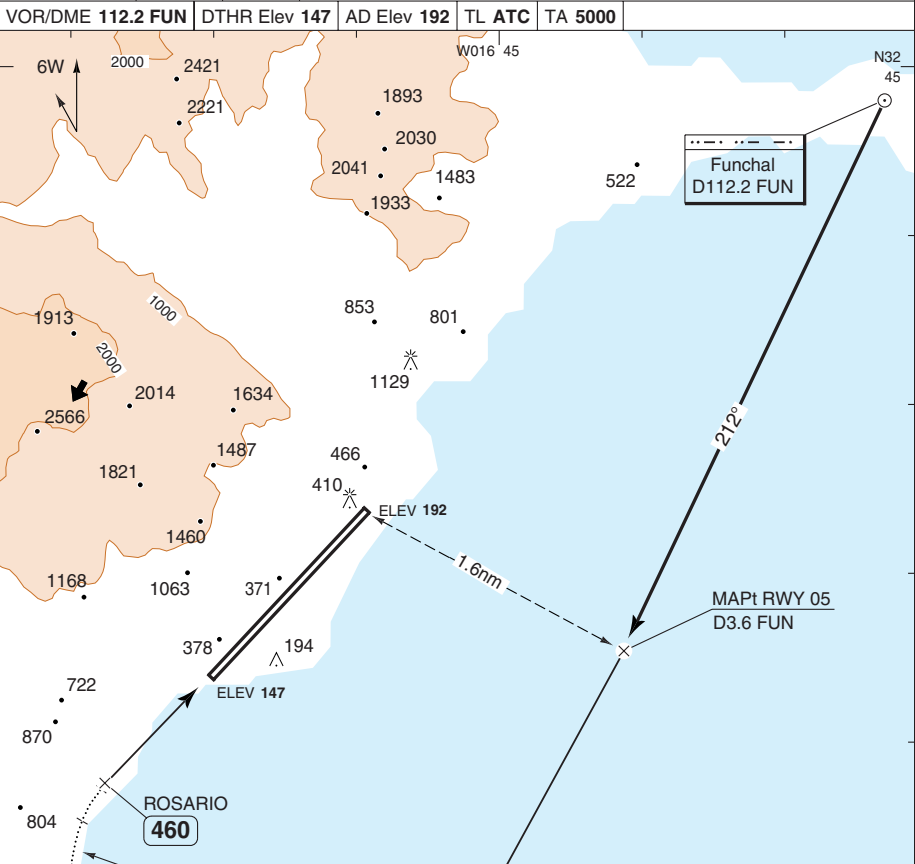 VOR/DME 112.2 FUN DTHR Elev 147 AD Elev 192 TL ATC TA 5000
W016 45
N32
45
6W
2000
2421
2221
1893
2030
2041
1933
1483
522
Funchal
D112.2 FUN
1000
1913
2000
853
801
1129
2014
2566
1634
212°
1487
1821
466
410
ELEV 192
1460
1.6nm
1063
371
1168
MAPt RWY 05
D3.6 FUN
378
194
ELEV 147
722
870
ROSARIO
460
804